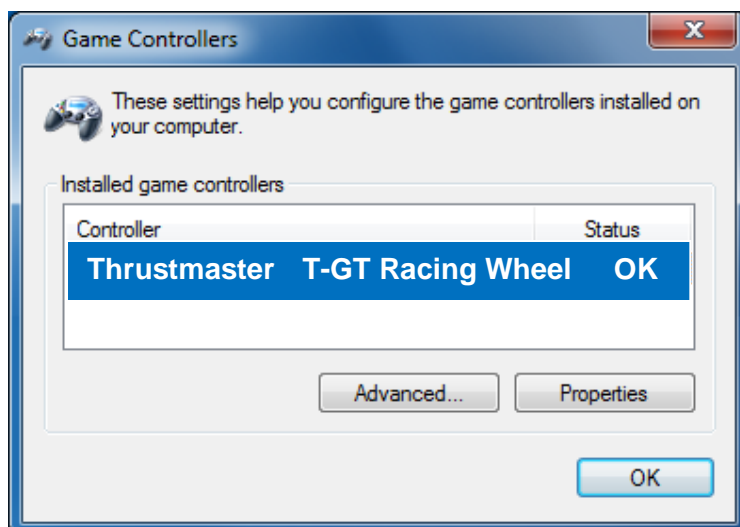 Game Controllers
These settings help you configure the game controllers installed on
your computer.
Installed game controllers
Controller Status
Thrustmaster T-GT Racing Wheel OK
Advanced... Properties
OK